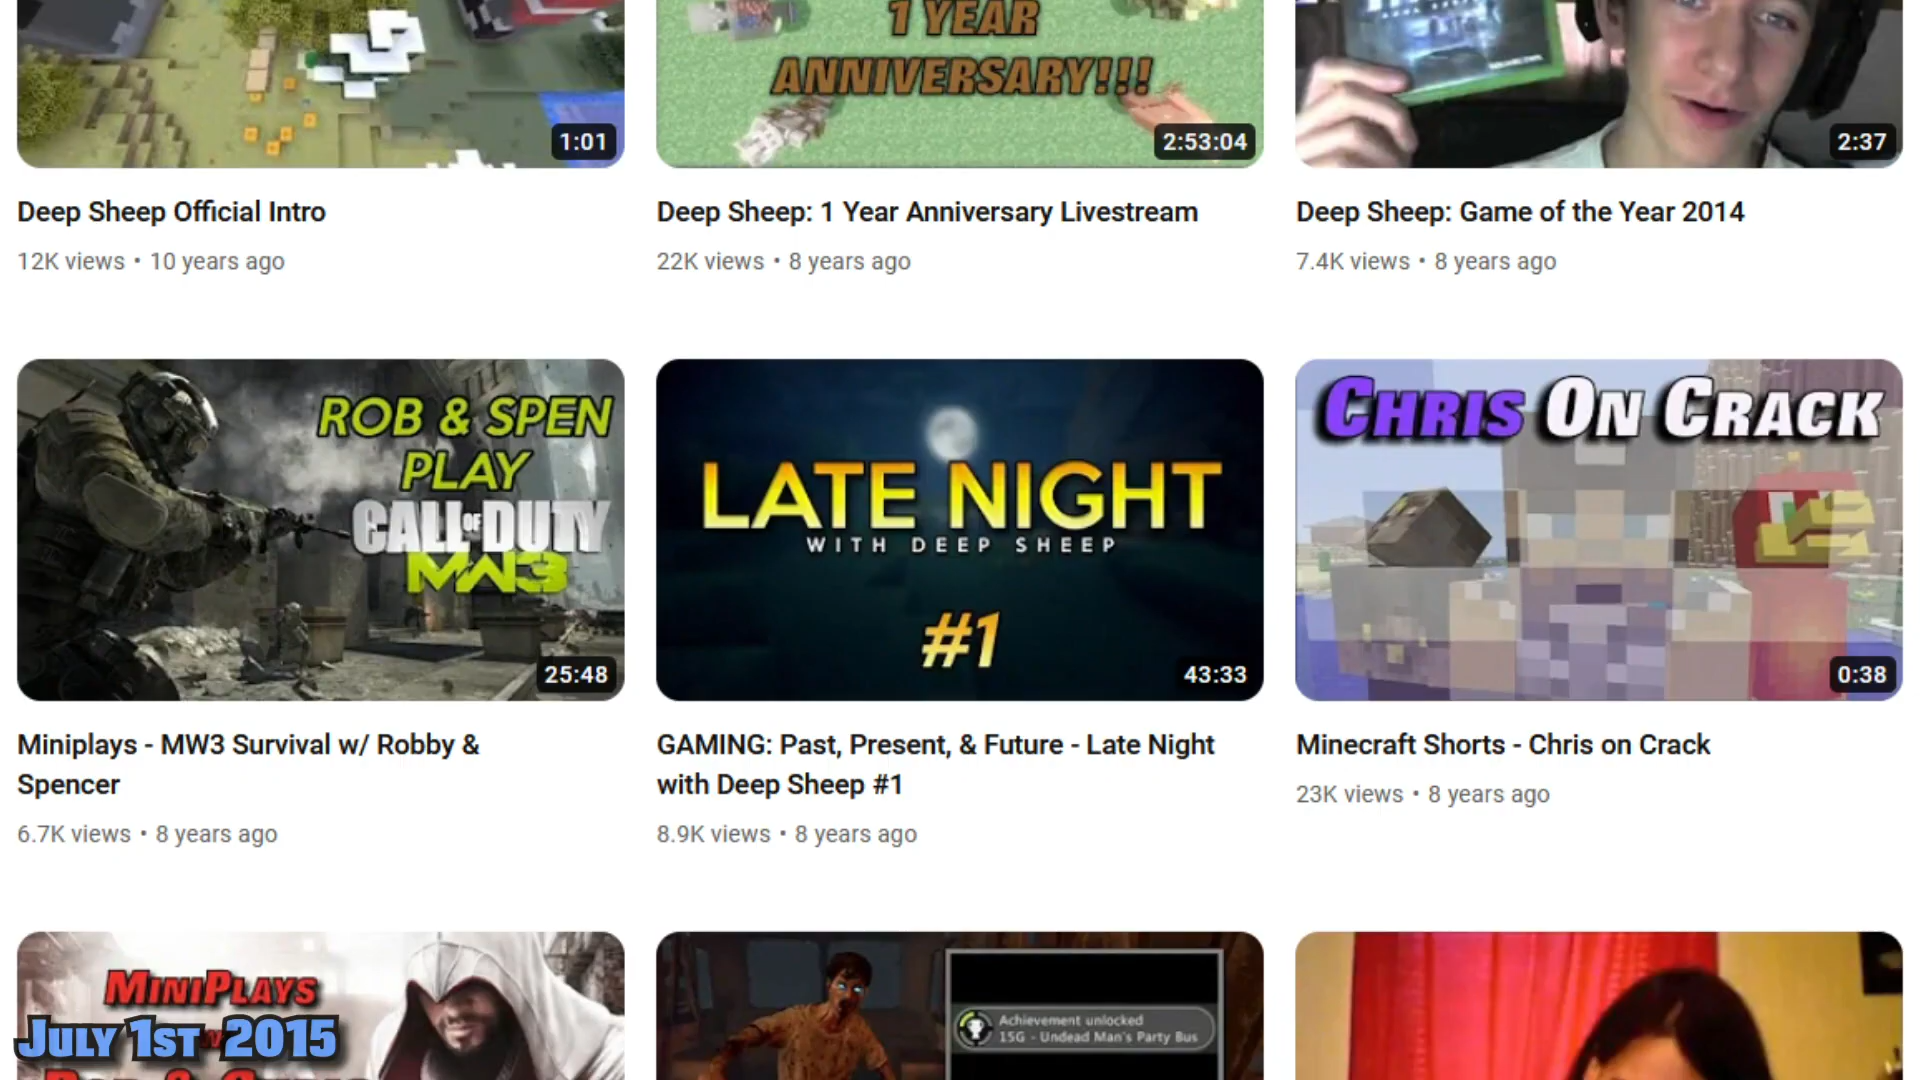 1 YEAR
ANNIVERSARY!!!
1:01
2:53:04
2:37
Deep Sheep Official Intro
Deep Sheep: 1 Year Anniversary Livestream
Deep Sheep: Game of the Year 2014
12K views • 10 years ago
22K views • 8 years ago
7.4K views • 8 years ago
ROB & SPEN
PLAY
CALL OF DUTY
MW3
25:48
LATE NIGHT
WITH DEEP SHEEP
#1
43:33
CHRIS ON CRACK
0:38
Miniplays - MW3 Survival w/ Robby &
Spencer
GAMING: Past, Present, & Future - Late Night
with Deep Sheep #1
Minecraft Shorts - Chris on Crack
6.7K views • 8 years ago
8.9K views • 8 years ago
23K views • 8 years ago
MINIPLAYS
JULY 1ST 2015
Achievement unlocked
15G - Undead Man's Party Bus